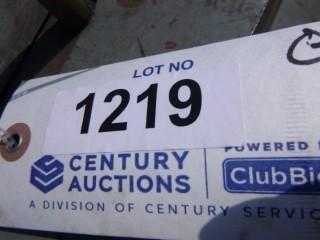 LOT NO
1219
CENTURY
AUCTIONS
POWERED
A DIVISION OF CENTURY